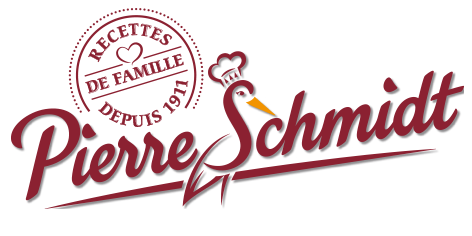 RECETTES
DE FAMILLE
DEPUIS 1911
Pierre Schmidt